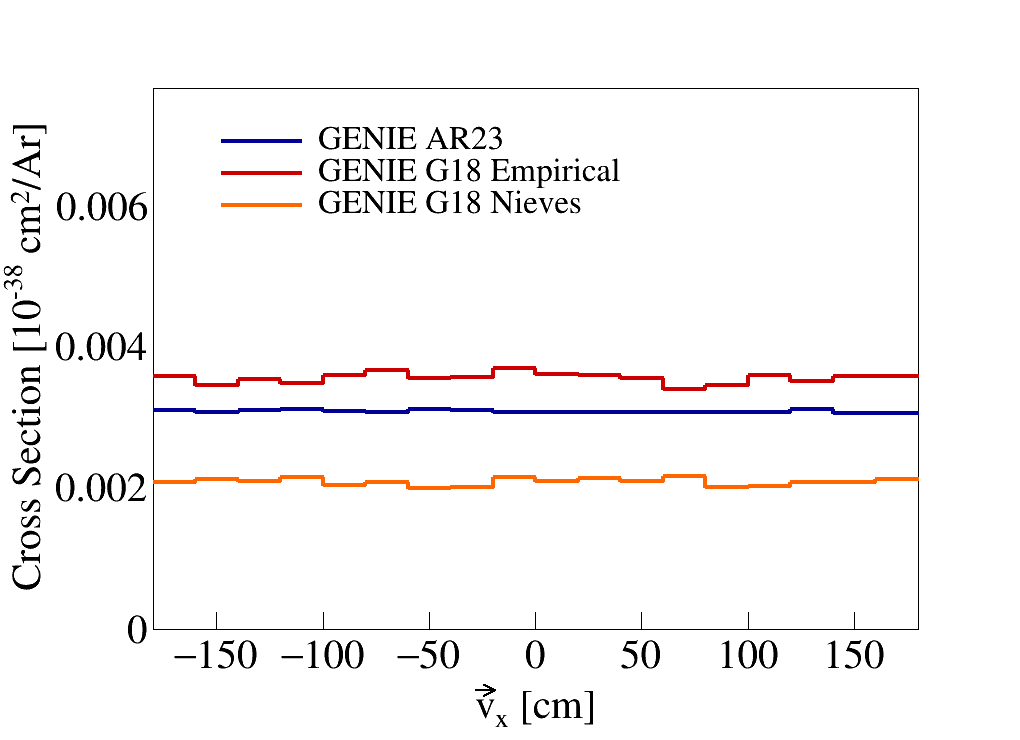 GENIE AR23
GENIE G18 Empirical
GENIE G18 Nieves
Cross Section [10⁻³⁸ cm²/Ar]
0.006
0.004
0.002
0
−150 −100 −50 0 50 100 150
v⃗ₓ [cm]